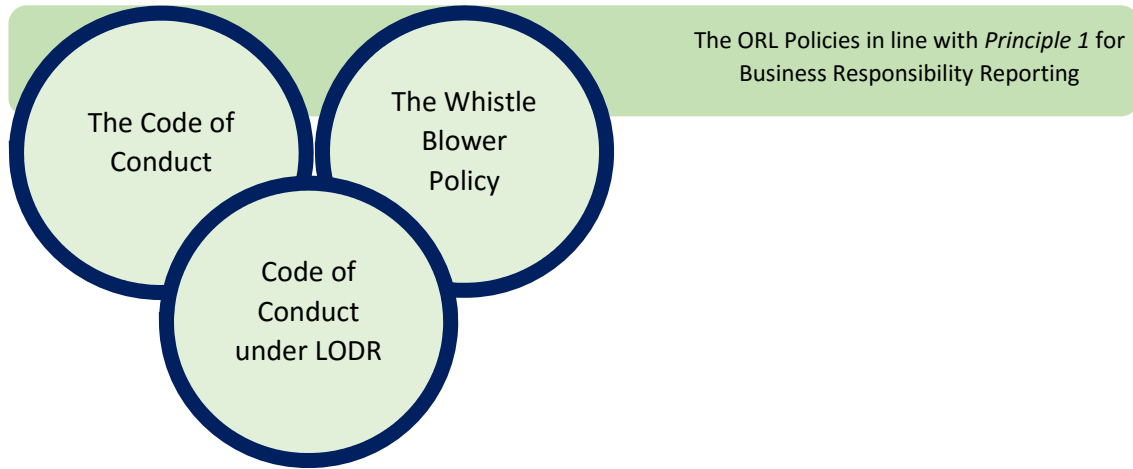 The ORL Policies in line with Principle 1 for
Business Responsibility Reporting
The Code of
Conduct
The Whistle
Blower
Policy
Code of
Conduct
under LODR